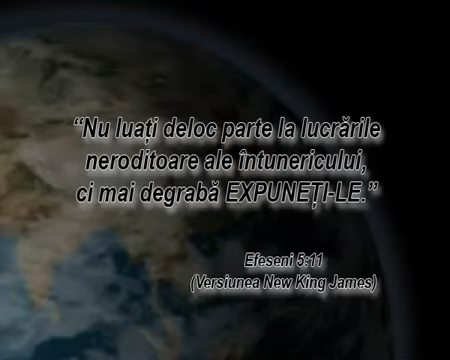 “Nu luați deloc parte la lucrările
neroditoare ale întunericului,
ci mai degrabă EXPUNEȚI-LE.”
Efeseni 5:11
(Versiunea New King James)